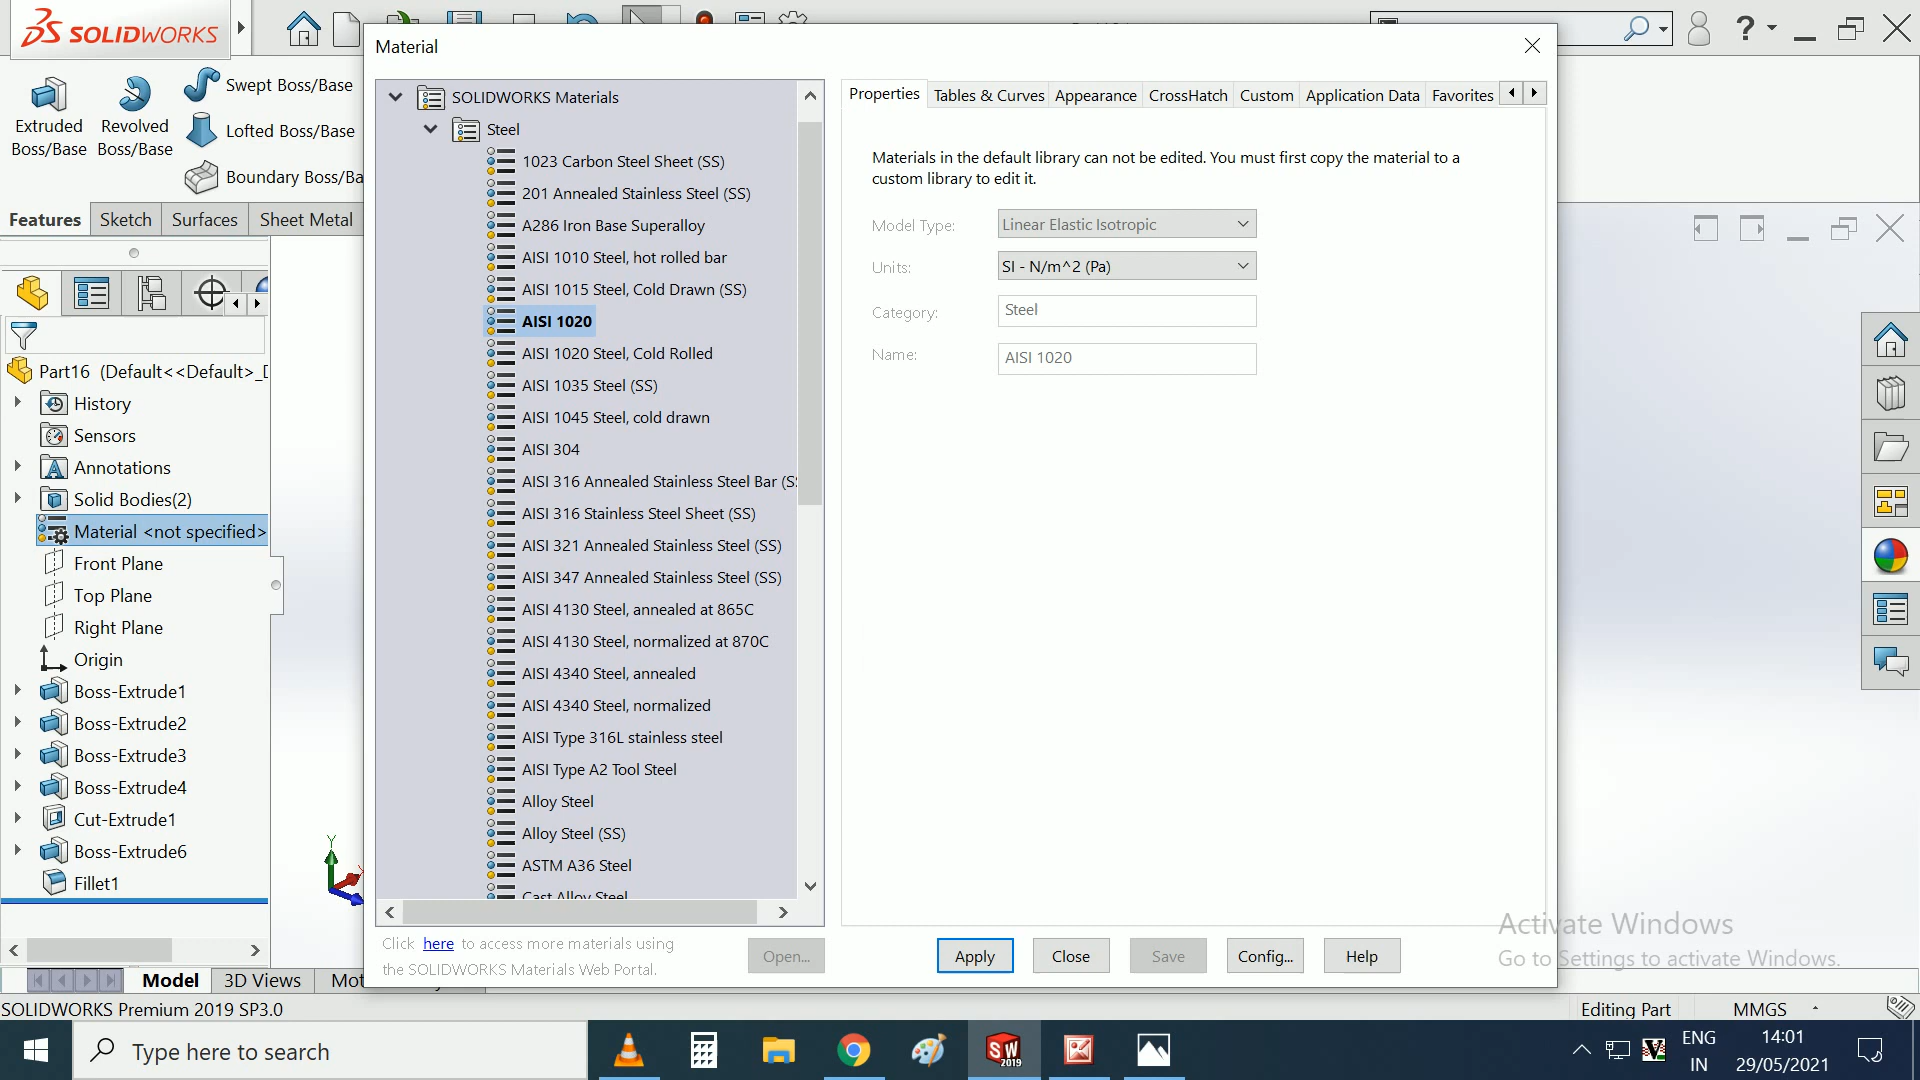 SOLIDWORKS
Extruded
Boss/Base
Revolved
Boss/Base
Swept Boss/Base
Lofted Boss/Base
Boundary Boss/Ba
Features
Sketch
Surfaces
Sheet Metal
Part16 (Default<<Default>_D
History
Sensors
Annotations
Solid Bodies(2)
Material <not specified>
Front Plane
Top Plane
Right Plane
Origin
Boss-Extrude1
Boss-Extrude2
Boss-Extrude3
Boss-Extrude4
Cut-Extrude1
Boss-Extrude6
Fillet1
Material
SOLIDWORKS Materials
Steel
1023 Carbon Steel Sheet (SS)
201 Annealed Stainless Steel (SS)
A286 Iron Base Superalloy
AISI 1010 Steel, hot rolled bar
AISI 1015 Steel, Cold Drawn (SS)
AISI 1020
AISI 1020 Steel, Cold Rolled
AISI 1035 Steel (SS)
AISI 1045 Steel, cold drawn
AISI 304
AISI 316 Annealed Stainless Steel Bar (S
AISI 316 Stainless Steel Sheet (SS)
AISI 321 Annealed Stainless Steel (SS)
AISI 347 Annealed Stainless Steel (SS)
AISI 4130 Steel, annealed at 865C
AISI 4130 Steel, normalized at 870C
AISI 4340 Steel, annealed
AISI 4340 Steel, normalized
AISI Type 316L stainless steel
AISI Type A2 Tool Steel
Alloy Steel
Alloy Steel (SS)
ASTM A36 Steel
Cast Alloy Steel
Click here to access more materials using
the SOLIDWORKS Materials Web Portal.
Open...
Properties
Tables & Curves
Appearance
CrossHatch
Custom
Application Data
Favorites
Materials in the default library can not be edited. You must first copy the material to a
custom library to edit it.
Model Type:
Linear Elastic Isotropic
Units:
SI - N/m^2 (Pa)
Category:
Steel
Name:
AISI 1020
Apply
Close
Save
Config...
Help
Activate Windows
Go to Settings to activate Windows.
Y
Model
3D Views
Mot
SOLIDWORKS Premium 2019 SP3.0
Editing Part
MMGS
Type here to search
SW
2019
ENG
IN
14:01
29/05/2021